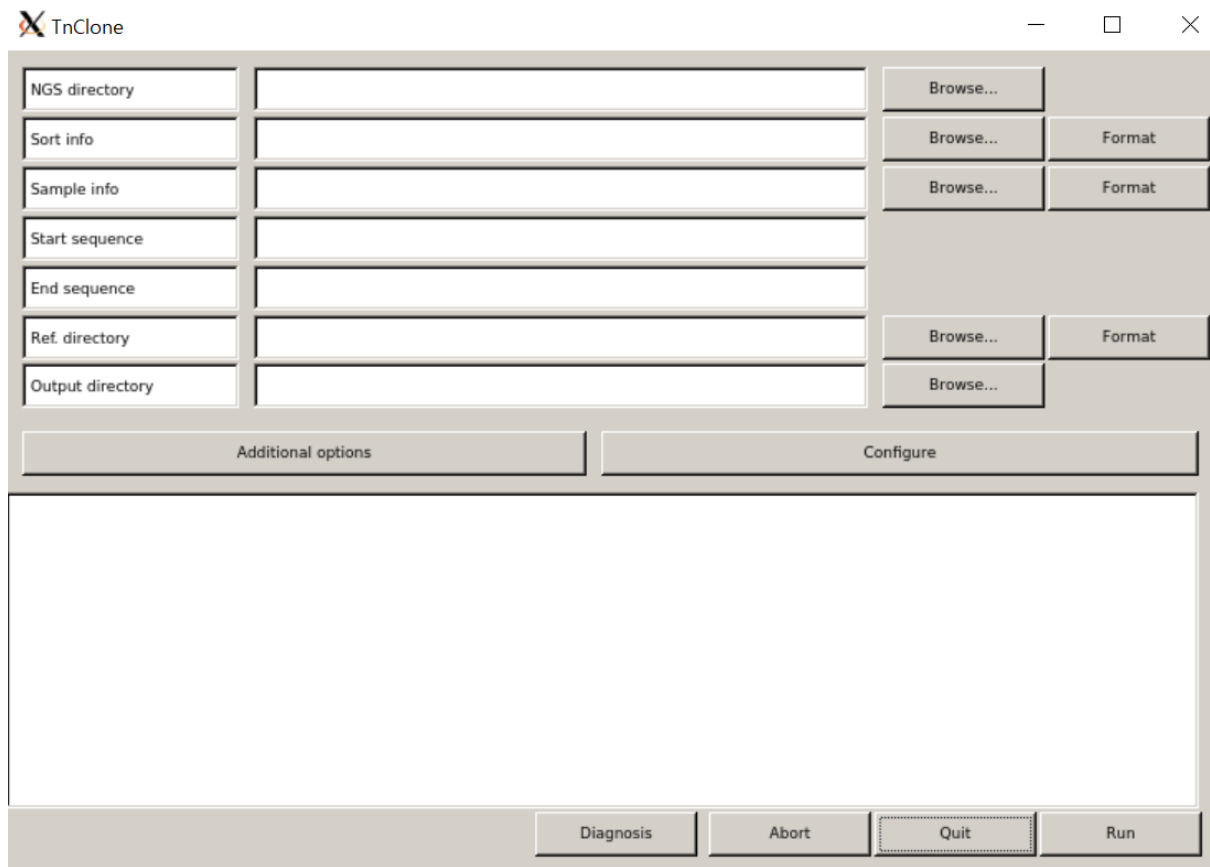 TnClone
NGS directory Browse...
Sort info Browse... Format
Sample info Browse... Format
Start sequence
End sequence
Ref. directory Browse... Format
Output directory Browse...
Additional options Configure
Diagnosis Abort Quit Run